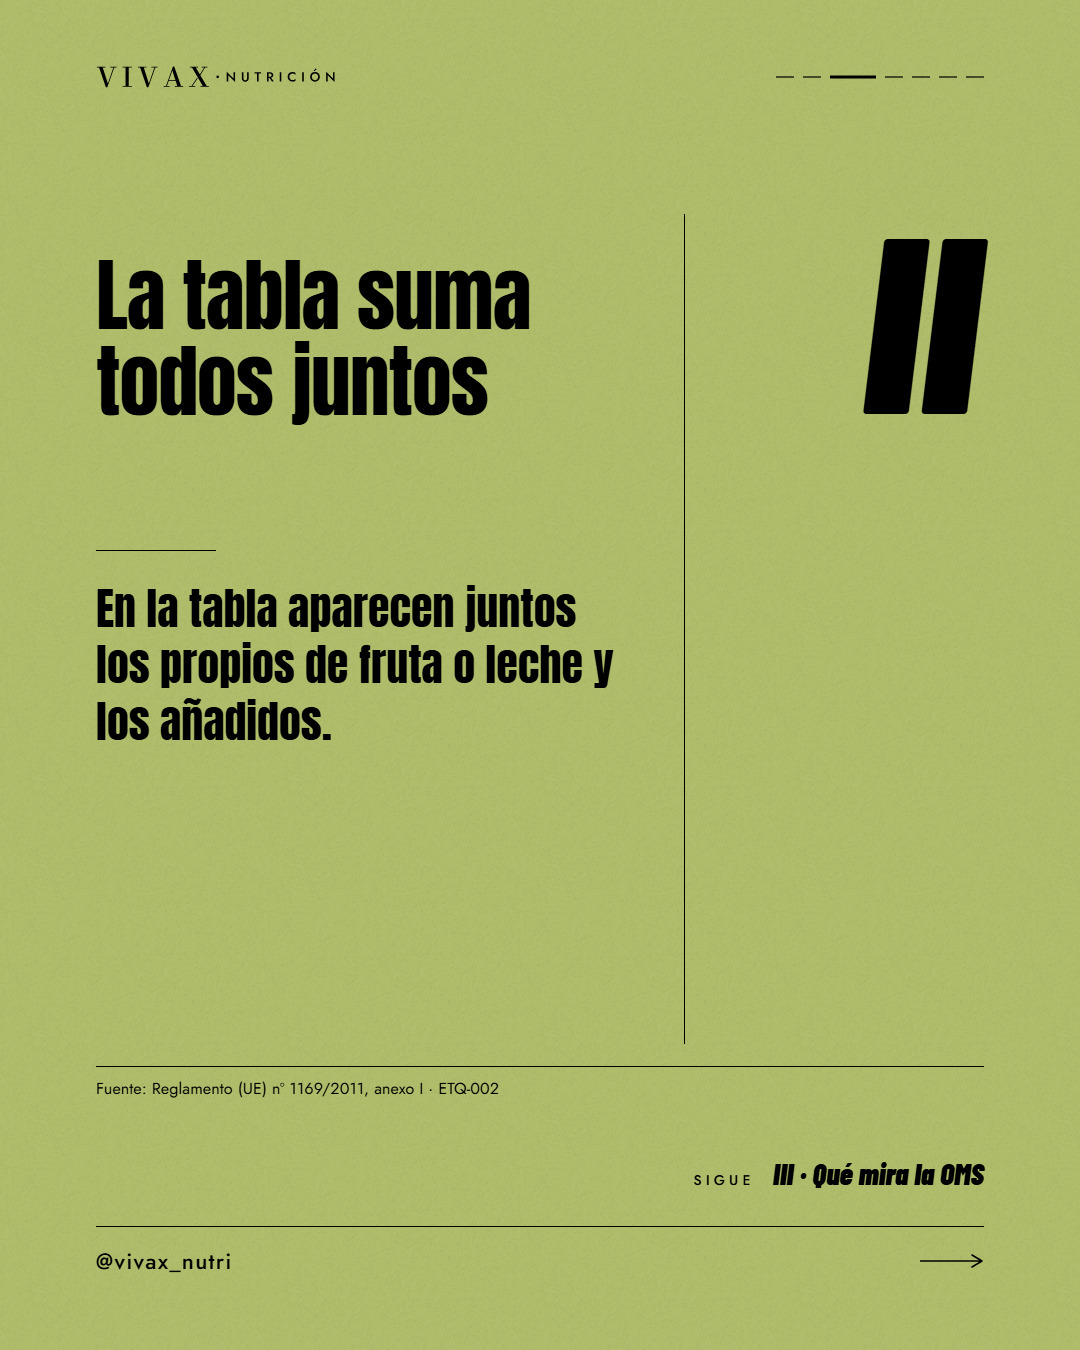 VIVAX·NUTRICIÓN
La tabla suma
todos juntos
II
En la tabla aparecen juntos
los propios de fruta o leche y
los añadidos.
Fuente: Reglamento (UE) nº 1169/2011, anexo I · ETQ-002
SIGUE III · Qué mira la OMS
@vivax_nutri